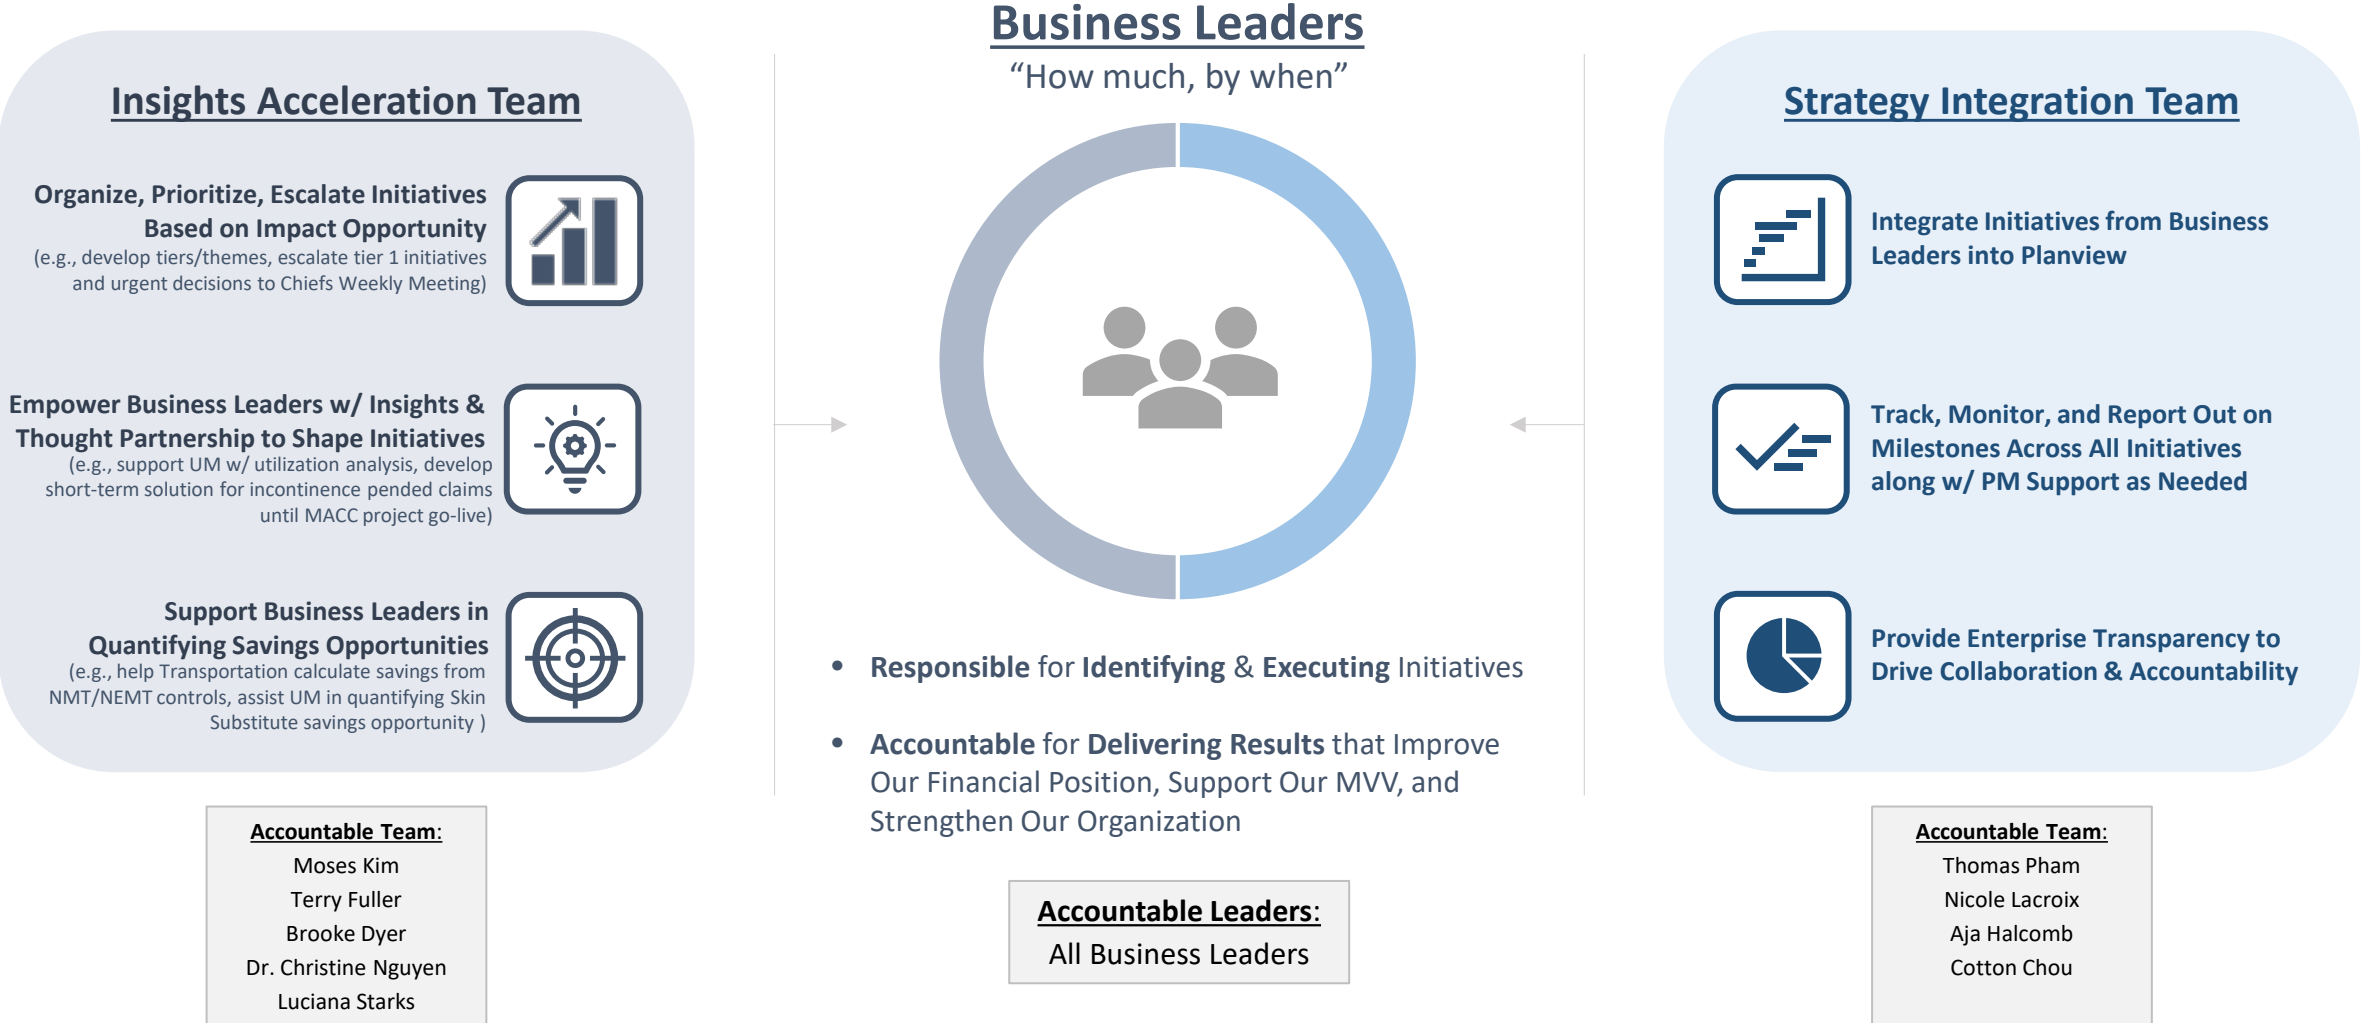 Business Leaders
“How much, by when”
Insights Acceleration Team
Organize, Prioritize, Escalate Initiatives
Based on Impact Opportunity
(e.g., develop tiers/themes, escalate tier 1 initiatives
and urgent decisions to Chiefs Weekly Meeting)
Empower Business Leaders w/ Insights &
Thought Partnership to Shape Initiatives
(e.g., support UM w/ utilization analysis, develop
short-term solution for incontinence pended claims
until MACC project go-live)
Support Business Leaders in
Quantifying Savings Opportunities
(e.g., help Transportation calculate savings from
NMT/NEMT controls, assist UM in quantifying Skin
Substitute savings opportunity )
Accountable Team:
Moses Kim
Terry Fuller
Brooke Dyer
Dr. Christine Nguyen
Luciana Starks
• Responsible for Identifying & Executing Initiatives
• Accountable for Delivering Results that Improve
Our Financial Position, Support Our MVV, and
Strengthen Our Organization
Accountable Leaders:
All Business Leaders
Strategy Integration Team
Integrate Initiatives from Business
Leaders into Planview
Track, Monitor, and Report Out on
Milestones Across All Initiatives
along w/ PM Support as Needed
Provide Enterprise Transparency to
Drive Collaboration & Accountability
Accountable Team:
Thomas Pham
Nicole Lacroix
Aja Halcomb
Cotton Chou